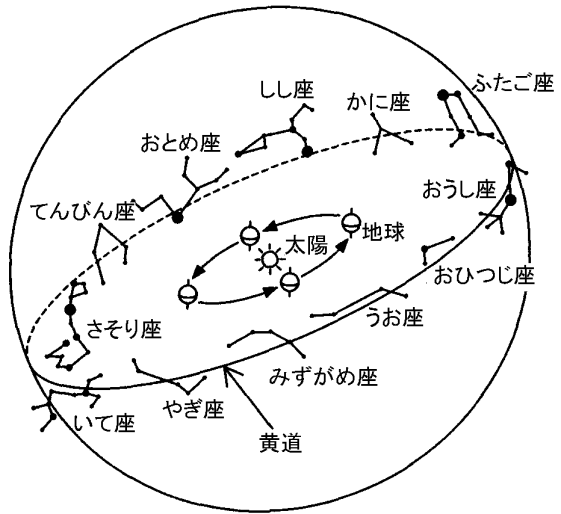 ふたご座
しし座
かに座
おとめ座
おうし座
てんびん座
太陽
地球
おひつじ座
さそり座
うお座
みずがめ座
やぎ座
いて座
黄道